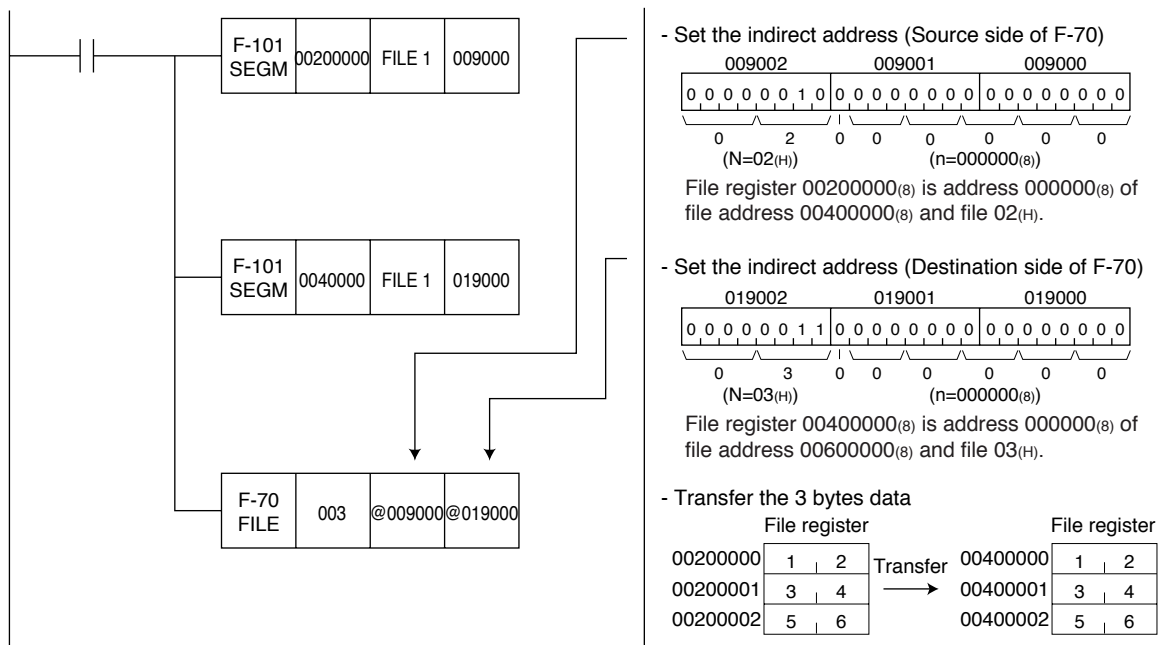 F-101
SEGM
00200000
FILE 1
009000
F-101
SEGM
0040000
FILE 1
019000
F-70
FILE
003
@009000
@019000
- Set the indirect address (Source side of F-70)
009002 009001 009000
0 0 0 0 0 0 1 0 0 0 0 0 0 0 0 0 0 0 0 0 0 0 0 0
0 2 0 0 0 0 0 0
(N=02(H)) (n=000000(8))
File register 00200000(8) is address 000000(8) of
file address 00400000(8) and file 02(H).
- Set the indirect address (Destination side of F-70)
019002 019001 019000
0 0 0 0 0 0 1 1 0 0 0 0 0 0 0 0 0 0 0 0 0 0 0 0
0 3 0 0 0 0 0 0
(N=03(H)) (n=000000(8))
File register 00400000(8) is address 000000(8) of
file address 00600000(8) and file 03(H).
- Transfer the 3 bytes data
File register File register
00200000 1 2 Transfer 00400000 1 2
00200001 3 4 00400001 3 4
00200002 5 6 00400002 5 6